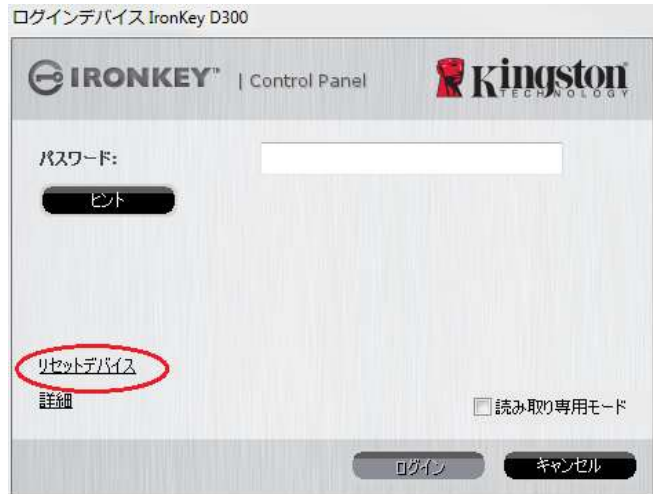 ログインデバイス IronKey D300
IRONKEY™ | Control Panel
Kingston
TECHNOLOGY
パスワード:
ヒント
リセットデバイス
詳細
読み取り専用モード
ログイン
キャンセル